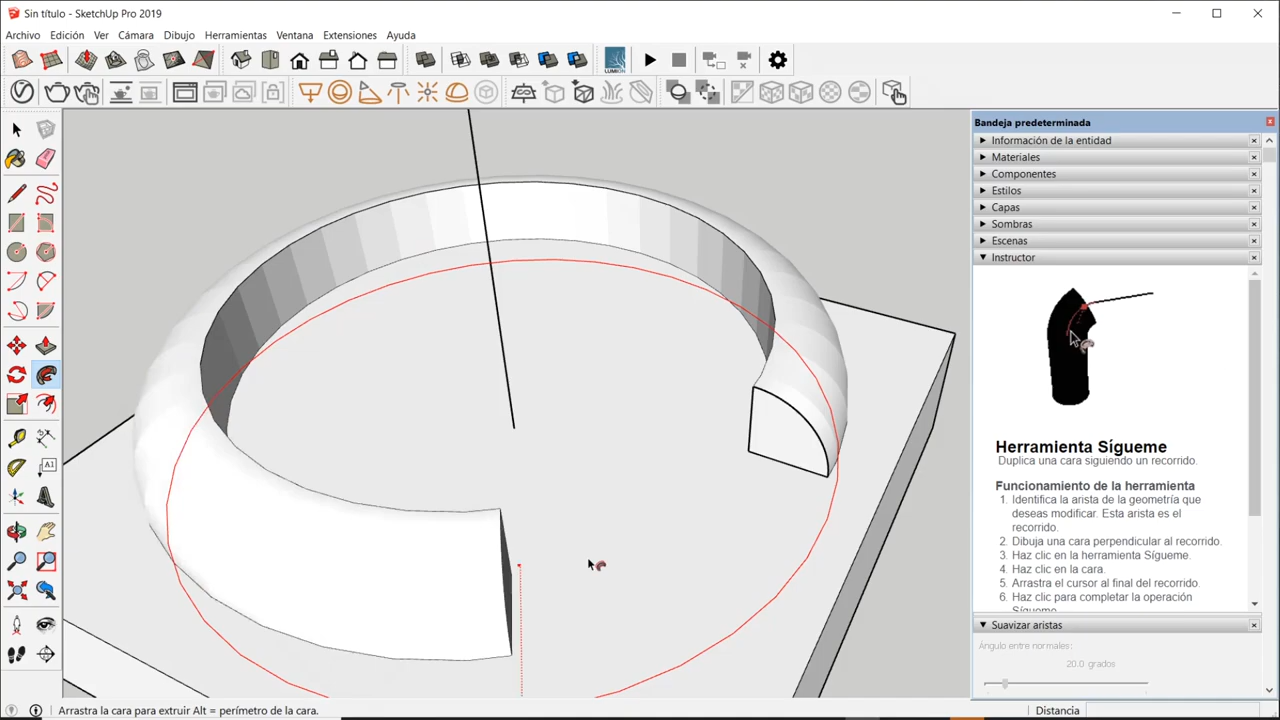 Sin título - SketchUp Pro 2019
Archivo Edición Ver Cámara Dibujo Herramientas Ventana Extensiones Ayuda
LUMION
Bandeja predeterminada
Información de la entidad
Materiales
Componentes
Estilos
Capas
Sombras
Escenas
Instructor
Herramienta Sígueme
Duplica una cara siguiendo un recorrido.
Funcionamiento de la herramienta
1. Identifica la arista de la geometría que
deseas modificar. Esta arista es el
recorrido.
2. Dibuja una cara perpendicular al recorrido.
3. Haz clic en la herramienta Sígueme.
4. Haz clic en la cara.
5. Arrastra el cursor al final del recorrido.
6. Haz clic para completar la operación
Sígueme.
Suavizar aristas
Ángulo entre normales:
20.0 grados
Arrastra la cara para extruir Alt = perímetro de la cara.
Distancia